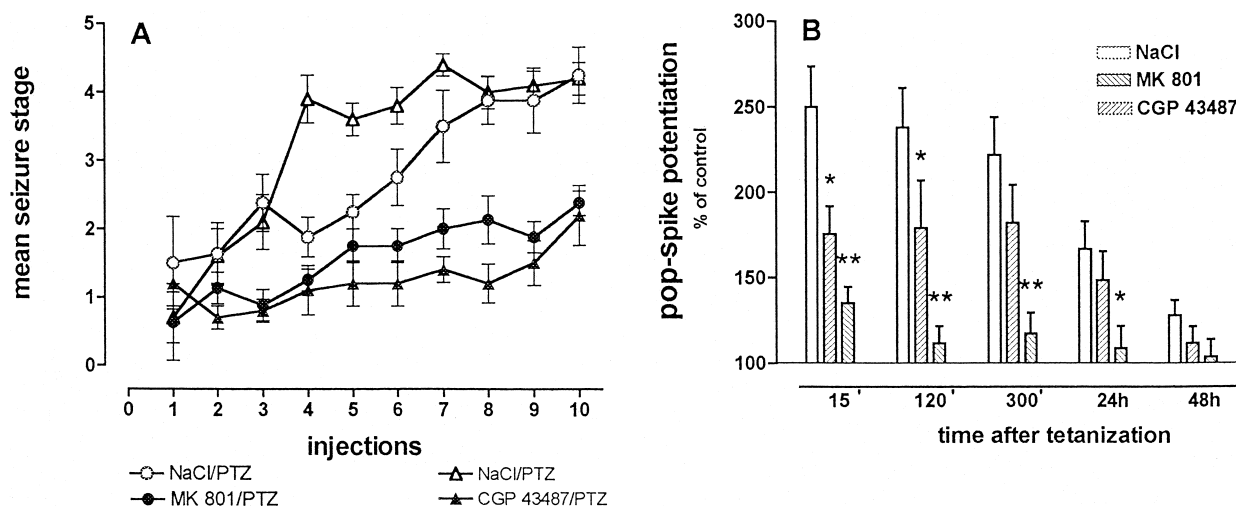 A
mean seizure stage
5
4
3
2
1
0
0 1 2 3 4 5 6 7 8 9 10
injections
NaCl/PTZ
NaCl/PTZ
MK 801/PTZ
CGP 43487/PTZ
B
pop-spike potentiation
% of control
300
250
200
150
100
NaCl
MK 801
CGP 43487
* ** * ** ** *
15' 120' 300' 24h 48h
time after tetanization